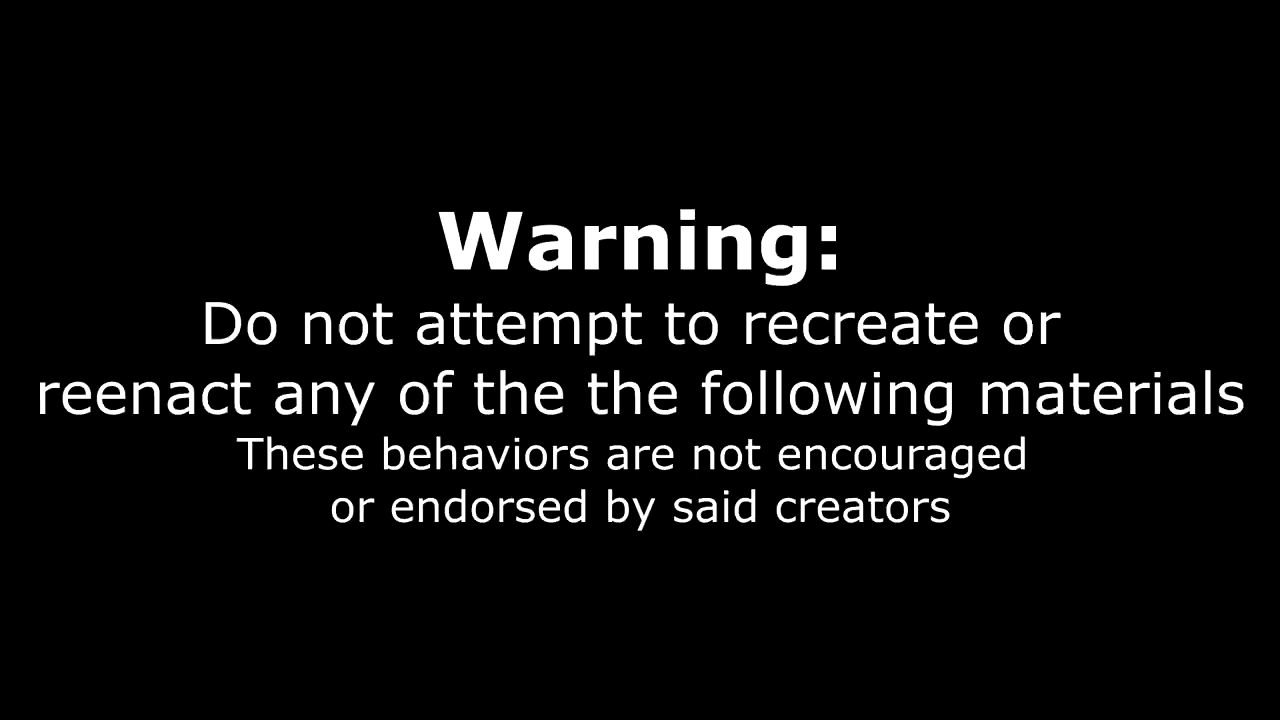 Warning:
Do not attempt to recreate or
reenact any of the the following materials
These behaviors are not encouraged
or endorsed by said creators